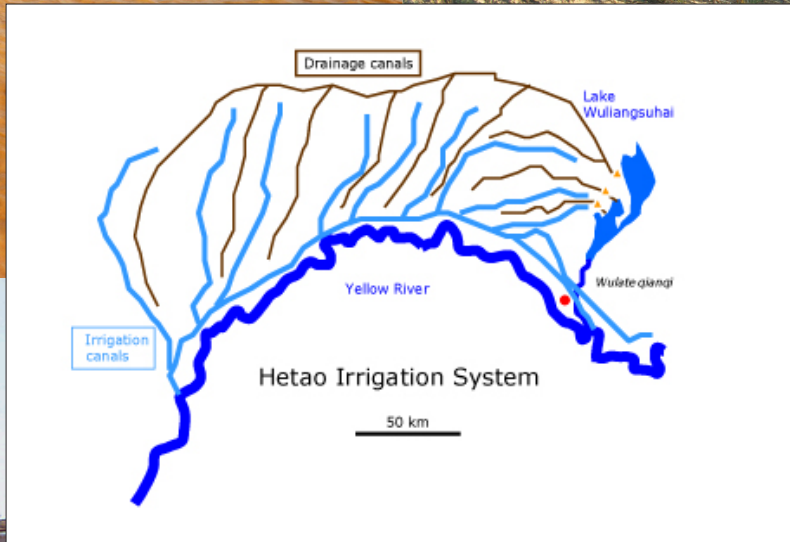 Drainage canals
Lake
Wuliangsuhai
Wulate qianqi
Yellow River
Irrigation
canals
Hetao Irrigation System
50 km